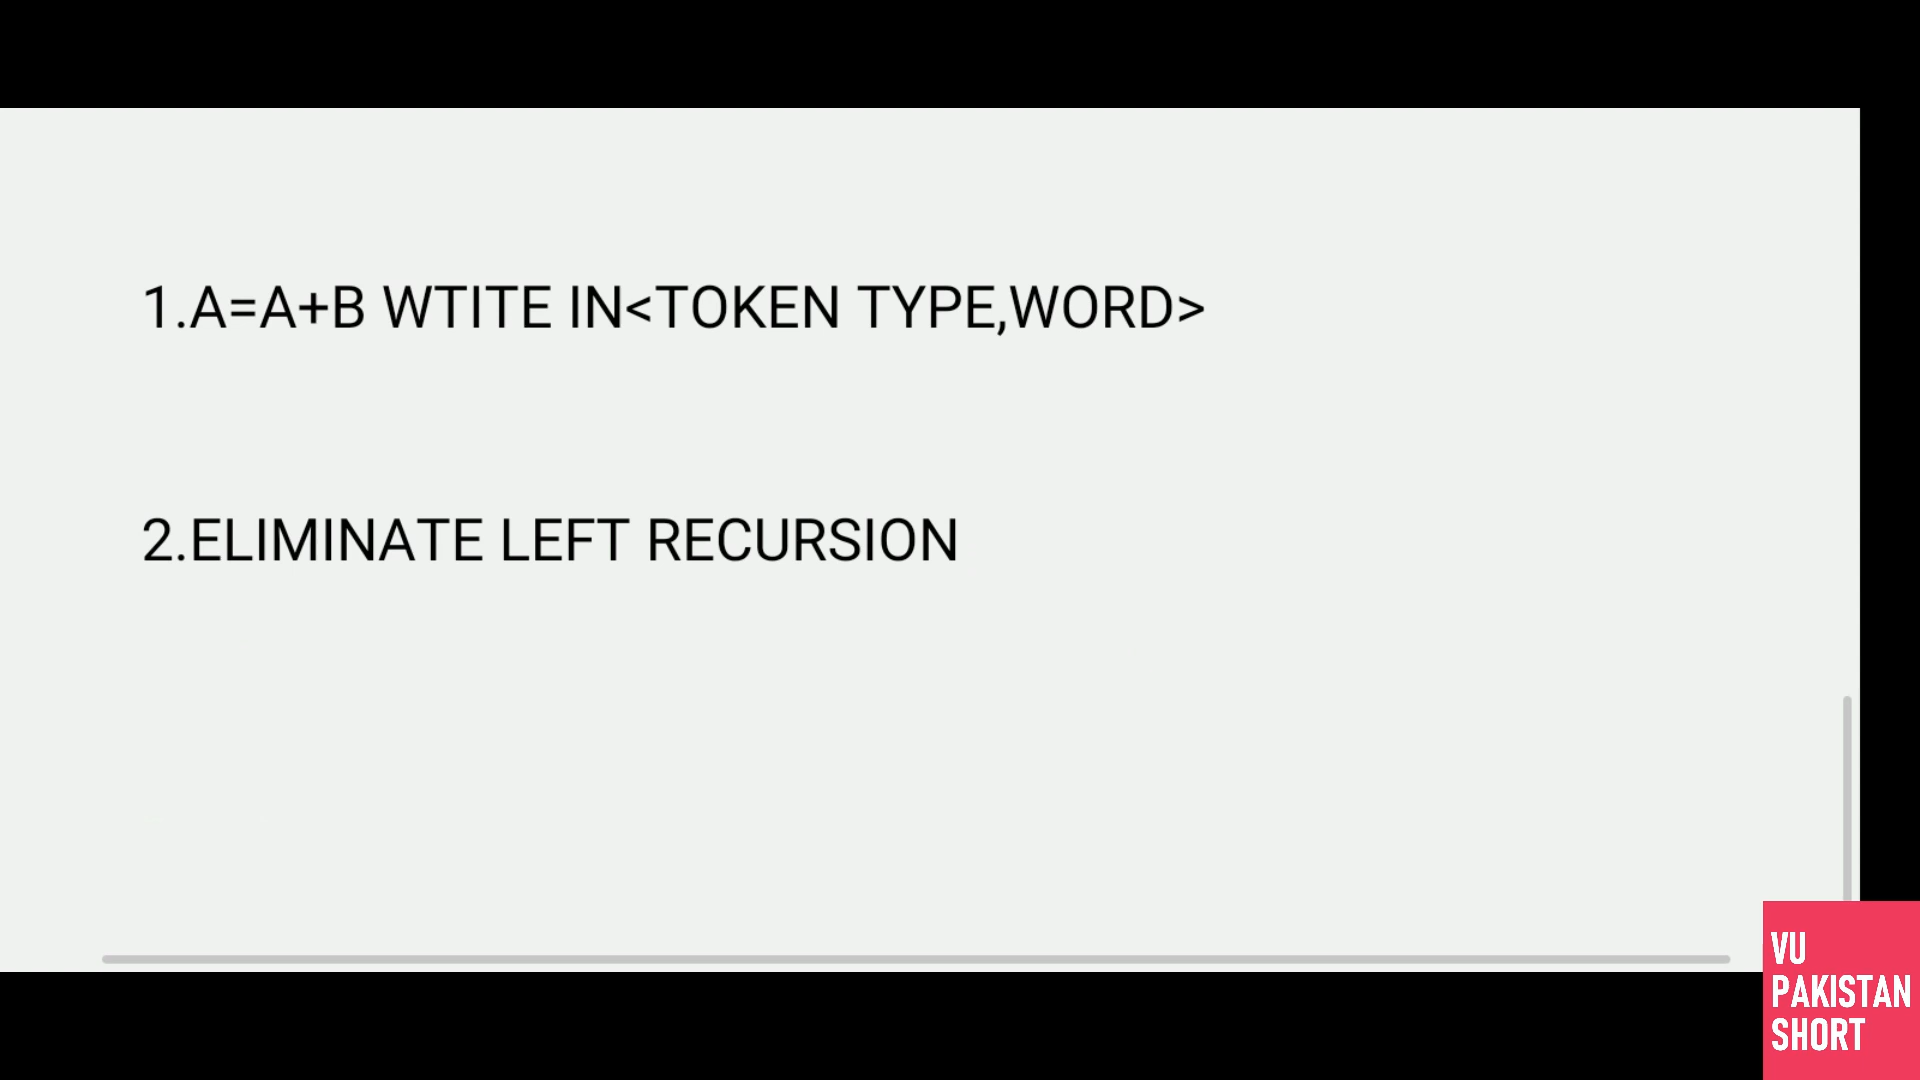 1.A=A+B WTITE IN<TOKEN TYPE,WORD>
2.ELIMINATE LEFT RECURSION
VU
PAKISTAN
SHORT